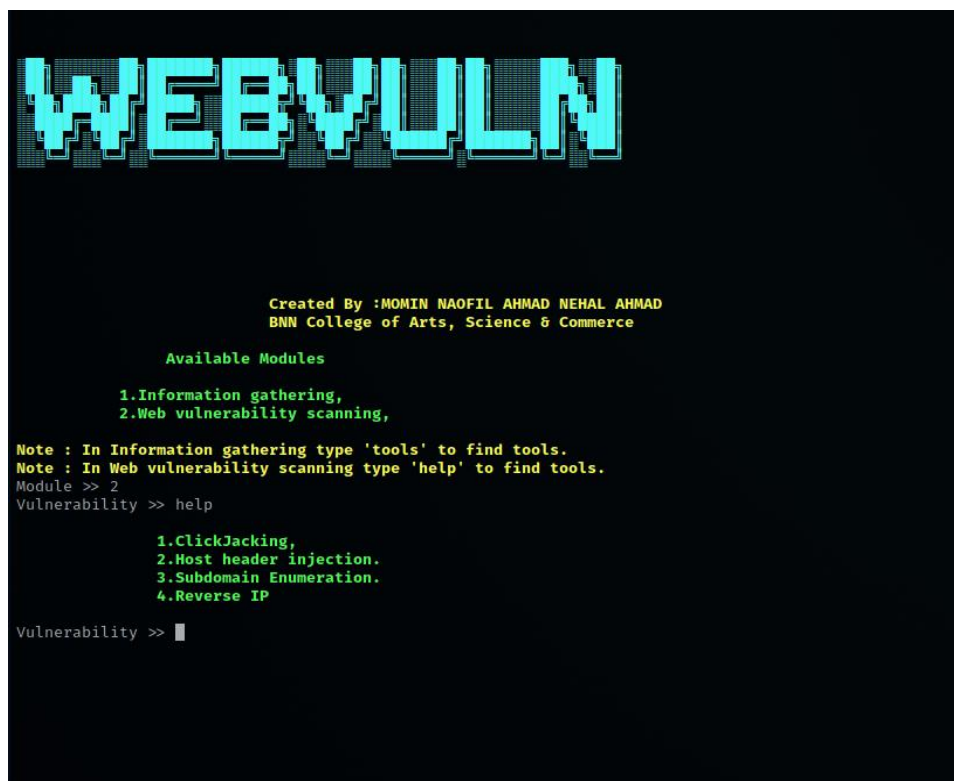 WEBVULN
Created By :MOMIN NAOFIL AHMAD NEHAL AHMAD
BNN College of Arts, Science & Commerce
Available Modules
1.Information gathering,
2.Web vulnerability scanning,
Note : In Information gathering type 'tools' to find tools.
Note : In Web vulnerability scanning type 'help' to find tools.
Module >> 2
Vulnerability >> help
1.ClickJacking,
2.Host header injection.
3.Subdomain Enumeration.
4.Reverse IP
Vulnerability >>